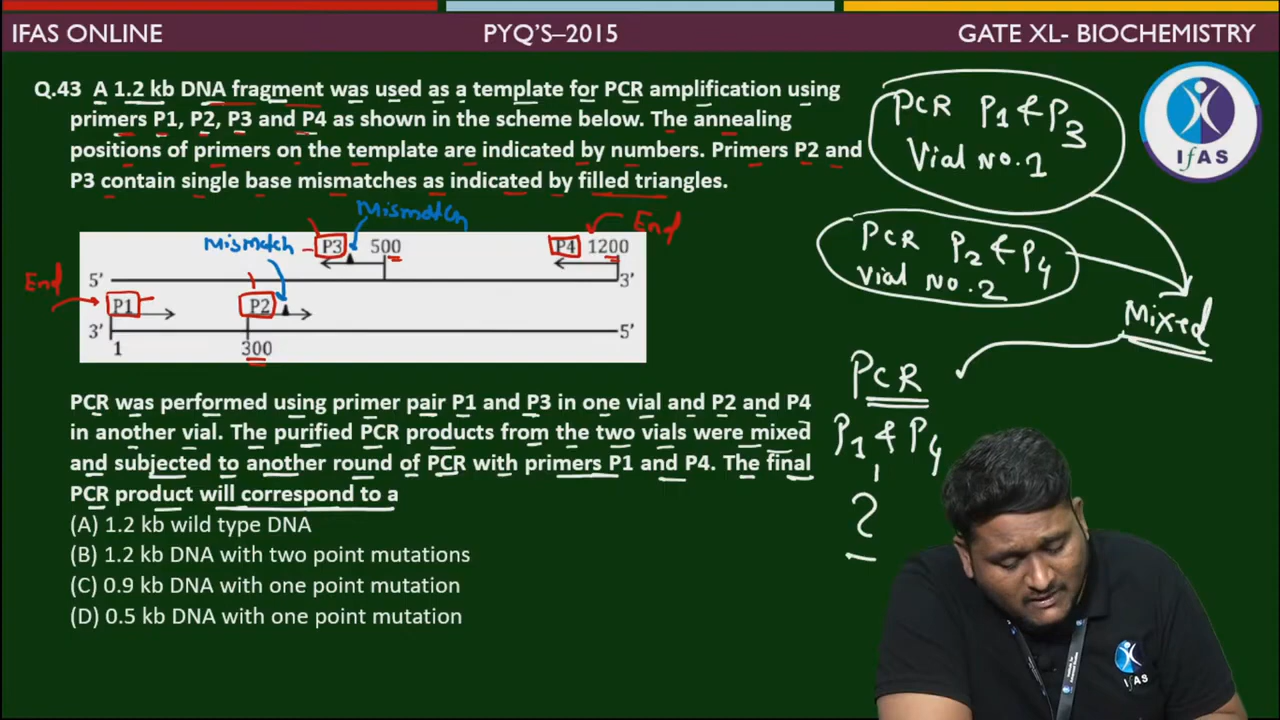 IFAS ONLINE PYQ'S–2015 GATE XL- BIOCHEMISTRY
Q.43 A 1.2 kb DNA fragment was used as a template for PCR amplification using
primers P1, P2, P3 and P4 as shown in the scheme below. The annealing
positions of primers on the template are indicated by numbers. Primers P2 and
P3 contain single base mismatches as indicated by filled triangles.
Mismatch
End
Mismatch P3 500 P4 1200
End
5' 3'
P1 P2
3' 5'
1 300
PCR was performed using primer pair P1 and P3 in one vial and P2 and P4
in another vial. The purified PCR products from the two vials were mixed
and subjected to another round of PCR with primers P1 and P4. The final
PCR product will correspond to a
(A) 1.2 kb wild type DNA
(B) 1.2 kb DNA with two point mutations
(C) 0.9 kb DNA with one point mutation
(D) 0.5 kb DNA with one point mutation
PCR P1 & P3
Vial No. 1
PCR P2 & P4
Vial No. 2
Mixed
PCR
P1 & P4
?
IfAS
IfAS